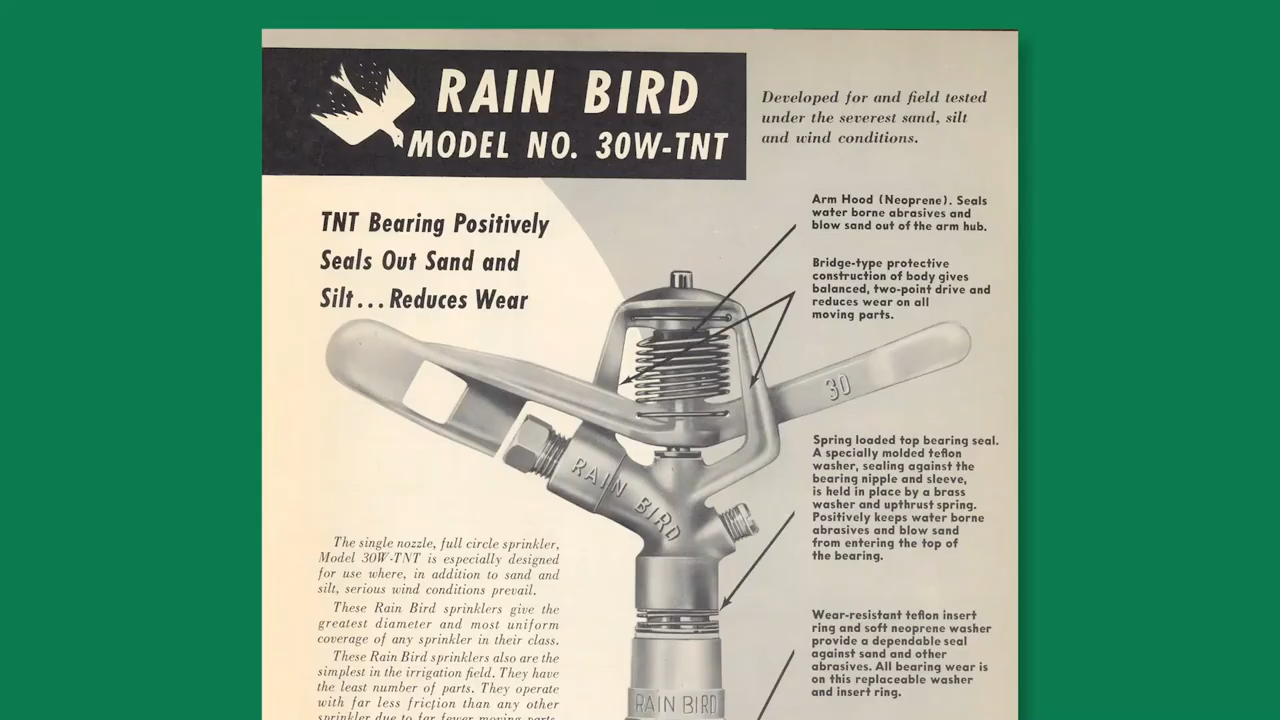 RAIN BIRD
MODEL NO. 30W-TNT
Developed for and field tested
under the severest sand, silt
and wind conditions.
TNT Bearing Positively
Seals Out Sand and
Silt...Reduces Wear
Arm Hood (Neoprene). Seals
water borne abrasives and
blow sand out of the arm hub.
Bridge-type protective
construction of body gives
balanced, two-point drive and
reduces wear on all
moving parts.
30
RAIN BIRD
Spring loaded top bearing seal.
A specially molded teflon
washer, sealing against the
bearing nipple and sleeve,
is held in place by a brass
washer and upthrust spring.
Positively keeps water borne
abrasives and blow sand
from entering the top of
the bearing.
The single nozzle, full circle sprinkler,
Model 30W-TNT is especially designed
for use where, in addition to sand and
silt, serious wind conditions prevail.
These Rain Bird sprinklers give the
greatest diameter and most uniform
coverage of any sprinkler in their class.
These Rain Bird sprinklers also are the
simplest in the irrigation field. They have
the least number of parts. They operate
with far less friction than any other
sprinkler due to far fewer moving parts.
Wear-resistant teflon insert
ring and soft neoprene washer
provide a dependable seal
against sand and other
abrasives. All bearing wear is
on this replaceable washer
and insert ring.
RAIN BIRD